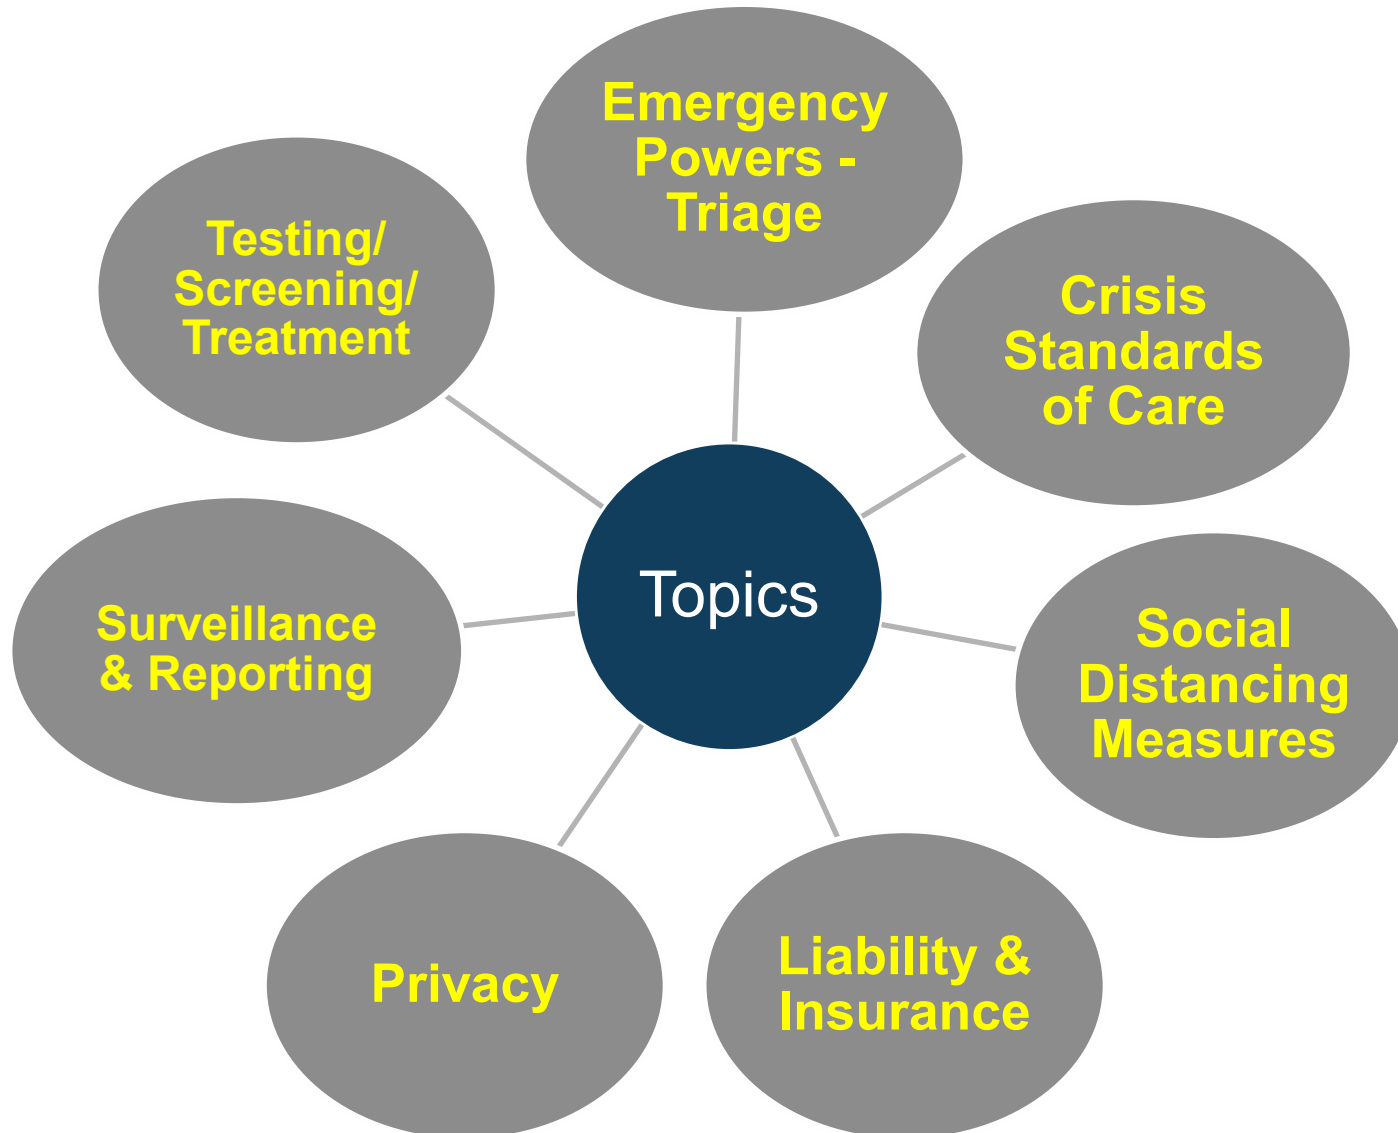 Emergency
Powers -
Triage
Testing/
Screening/
Treatment
Crisis
Standards
of Care
Topics
Surveillance
& Reporting
Social
Distancing
Measures
Privacy
Liability &
Insurance